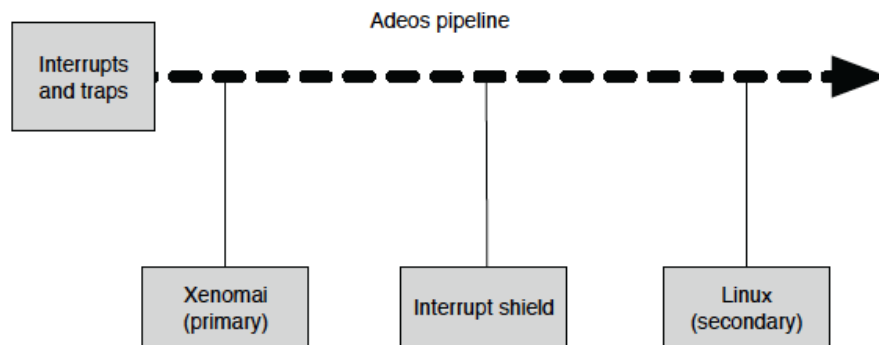 Adeos pipeline
Interrupts
and traps
Xenomai
(primary)
Interrupt shield
Linux
(secondary)